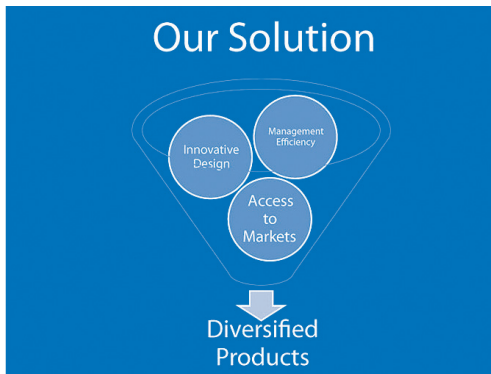 Our Solution
Management
Efficiency
Innovative
Design
Access
to
Markets
Diversified
Products